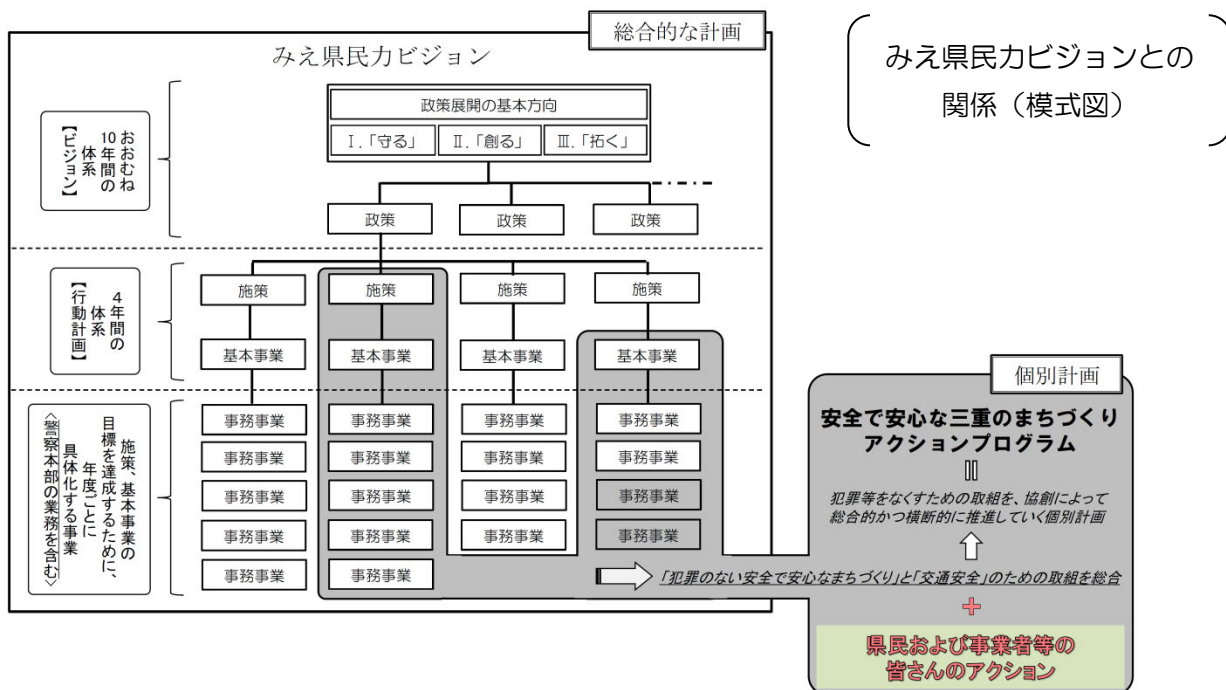 総合的な計画
みえ県民力ビジョン
みえ県民力ビジョンとの
関係（模式図）
おおむね
10年間の
体系
【ビジョン】
政策展開の基本方向
Ⅰ.「守る」 Ⅱ.「創る」 Ⅲ.「拓く」
政策 政策 政策
4年間の
体系
【行動計画】
施策 施策 施策 施策
基本事業 基本事業 基本事業 基本事業
施策、基本事業の
目標を達成するために、
年度ごとに
具体化する事業
〈警察本部の業務を含む〉
事務事業 事務事業 事務事業 事務事業
事務事業 事務事業 事務事業 事務事業
事務事業 事務事業 事務事業 事務事業
事務事業 事務事業 事務事業 事務事業
事務事業 事務事業
個別計画
安全で安心な三重のまちづくり
アクションプログラム
犯罪等をなくすための取組を、協創によって
総合的かつ横断的に推進していく個別計画
「犯罪のない安全で安心なまちづくり」と「交通安全」のための取組を総合
+
県民および事業者等の
皆さんのアクション